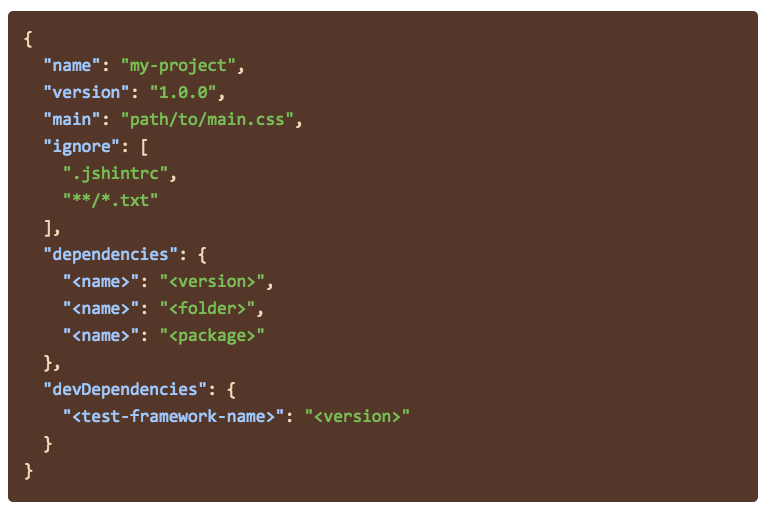 {
  "name": "my-project",
  "version": "1.0.0",
  "main": "path/to/main.css",
  "ignore": [
    ".jshintrc",
    "**/*.txt"
  ],
  "dependencies": {
    "<name>": "<version>",
    "<name>": "<folder>",
    "<name>": "<package>"
  },
  "devDependencies": {
    "<test-framework-name>": "<version>"
  }
}